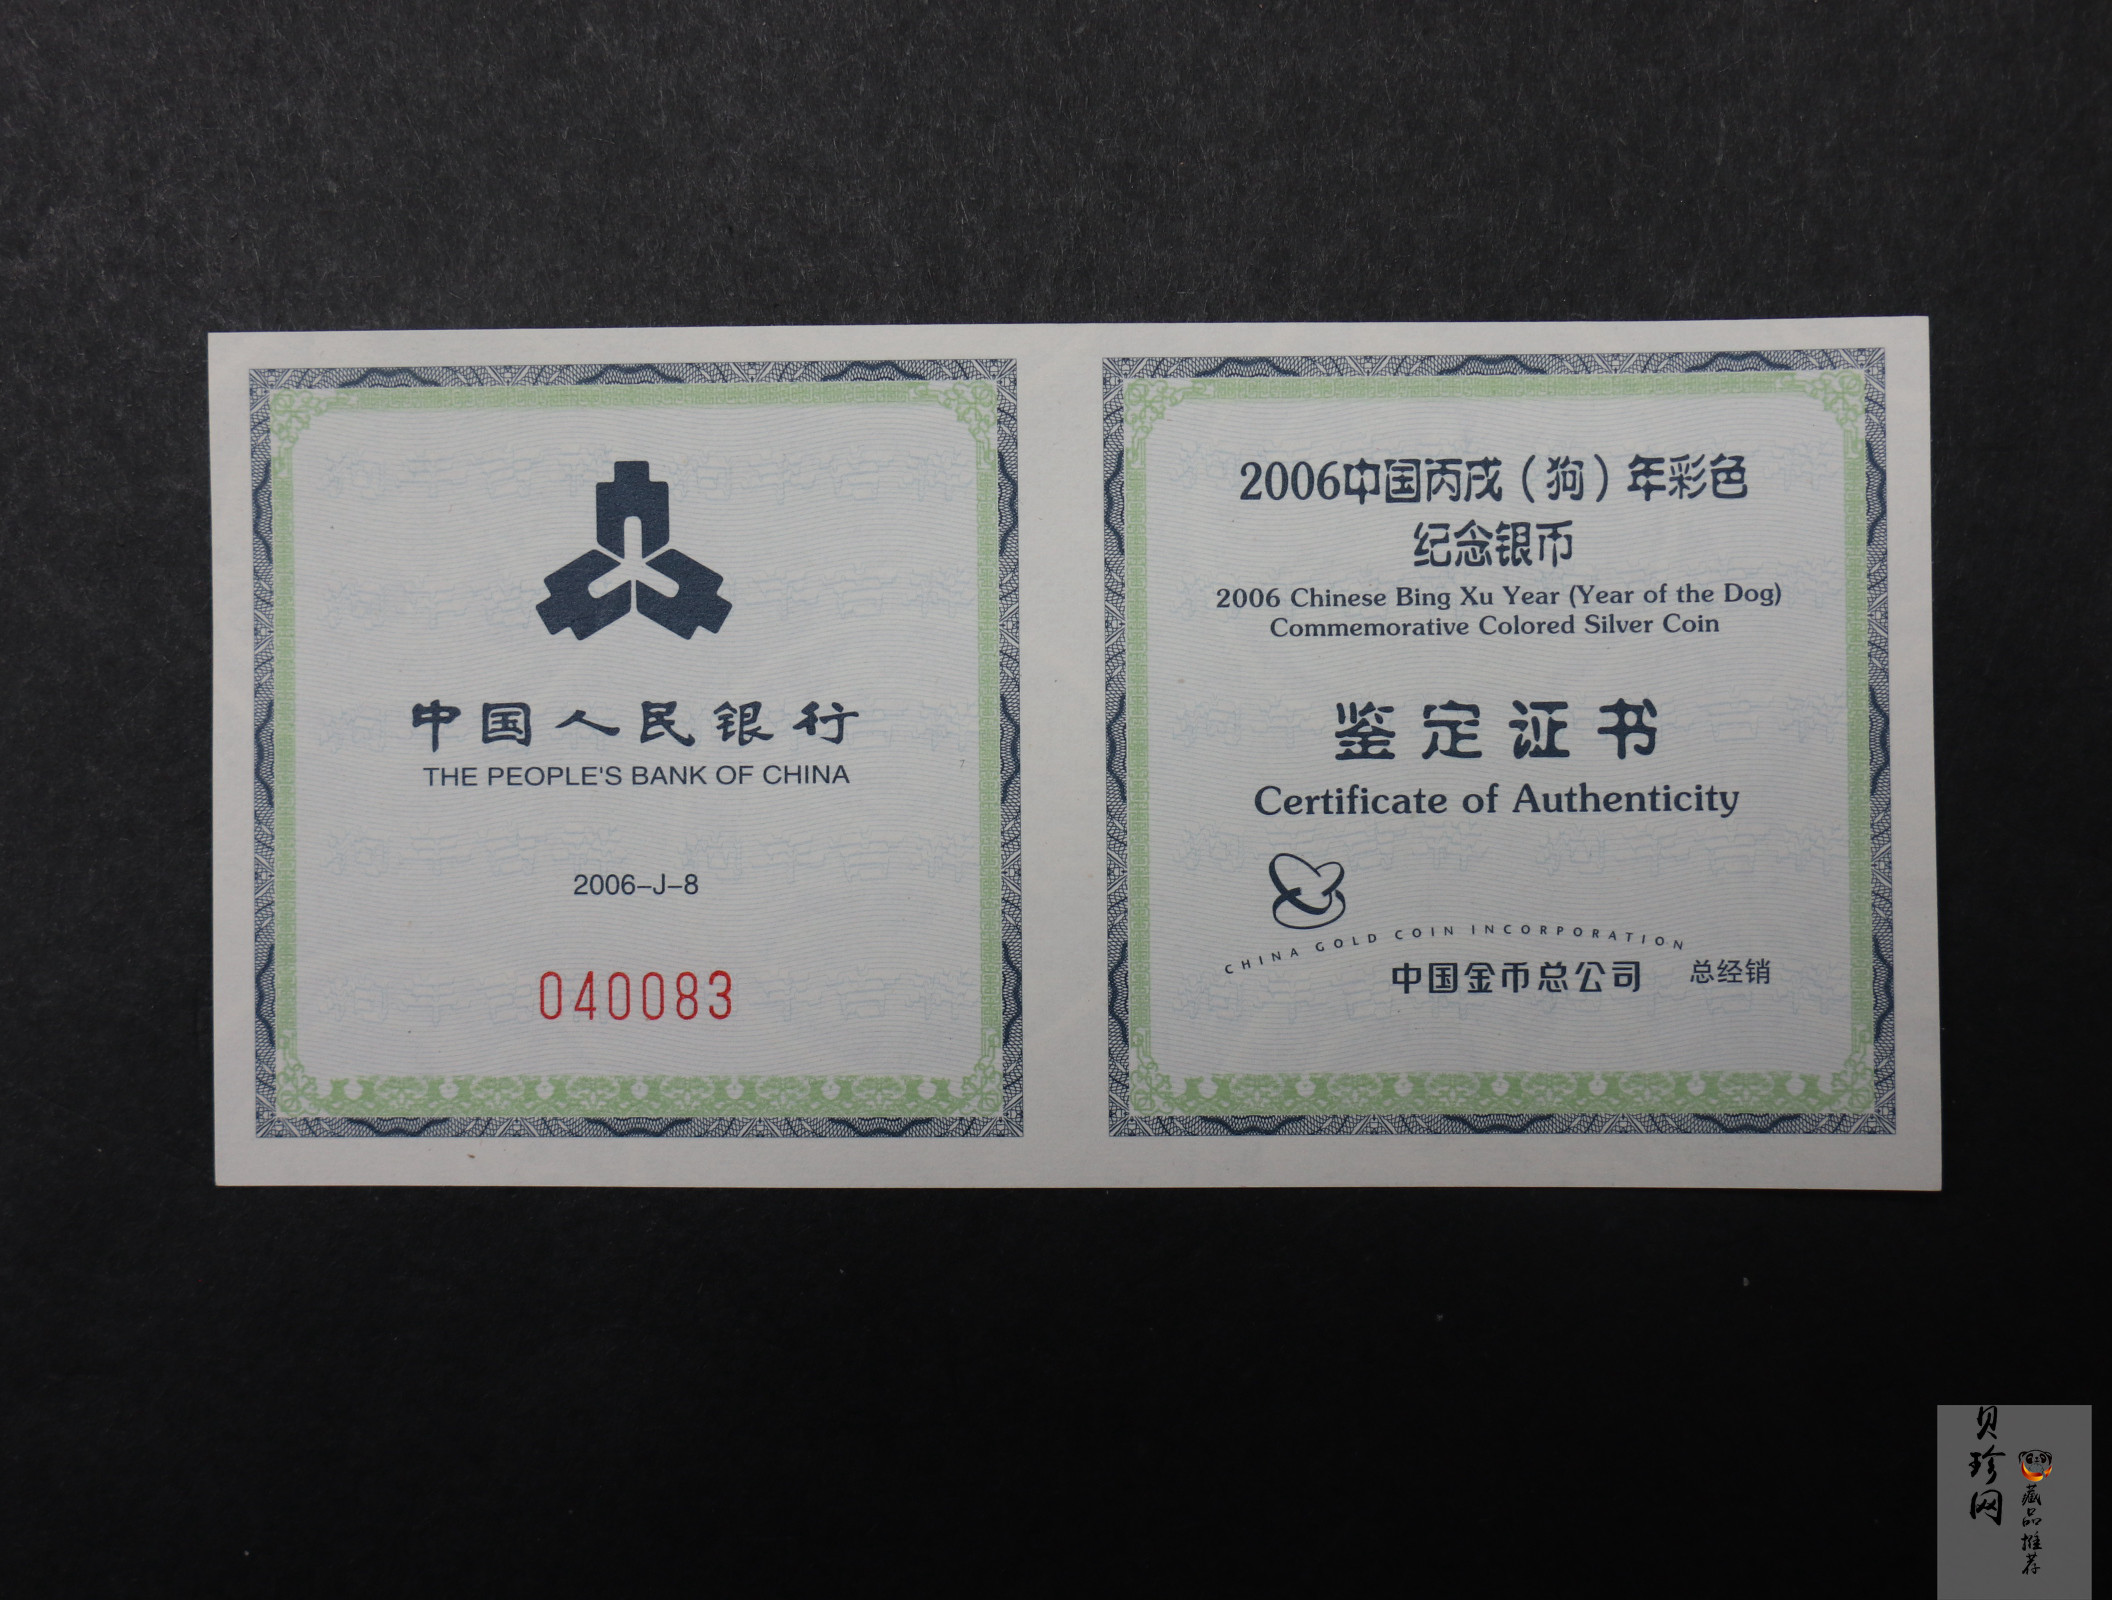 中国人民银行
THE PEOPLE'S BANK OF CHINA
2006-J-8
040083
2006中国丙戌（狗）年彩色
纪念银币
2006 Chinese Bing Xu Year (Year of the Dog)
Commemorative Colored Silver Coin
鉴定证书
Certificate of Authenticity
CHINA GOLD COIN INCORPORATION
中国金币总公司 总经销
贝珍网
藏品推荐